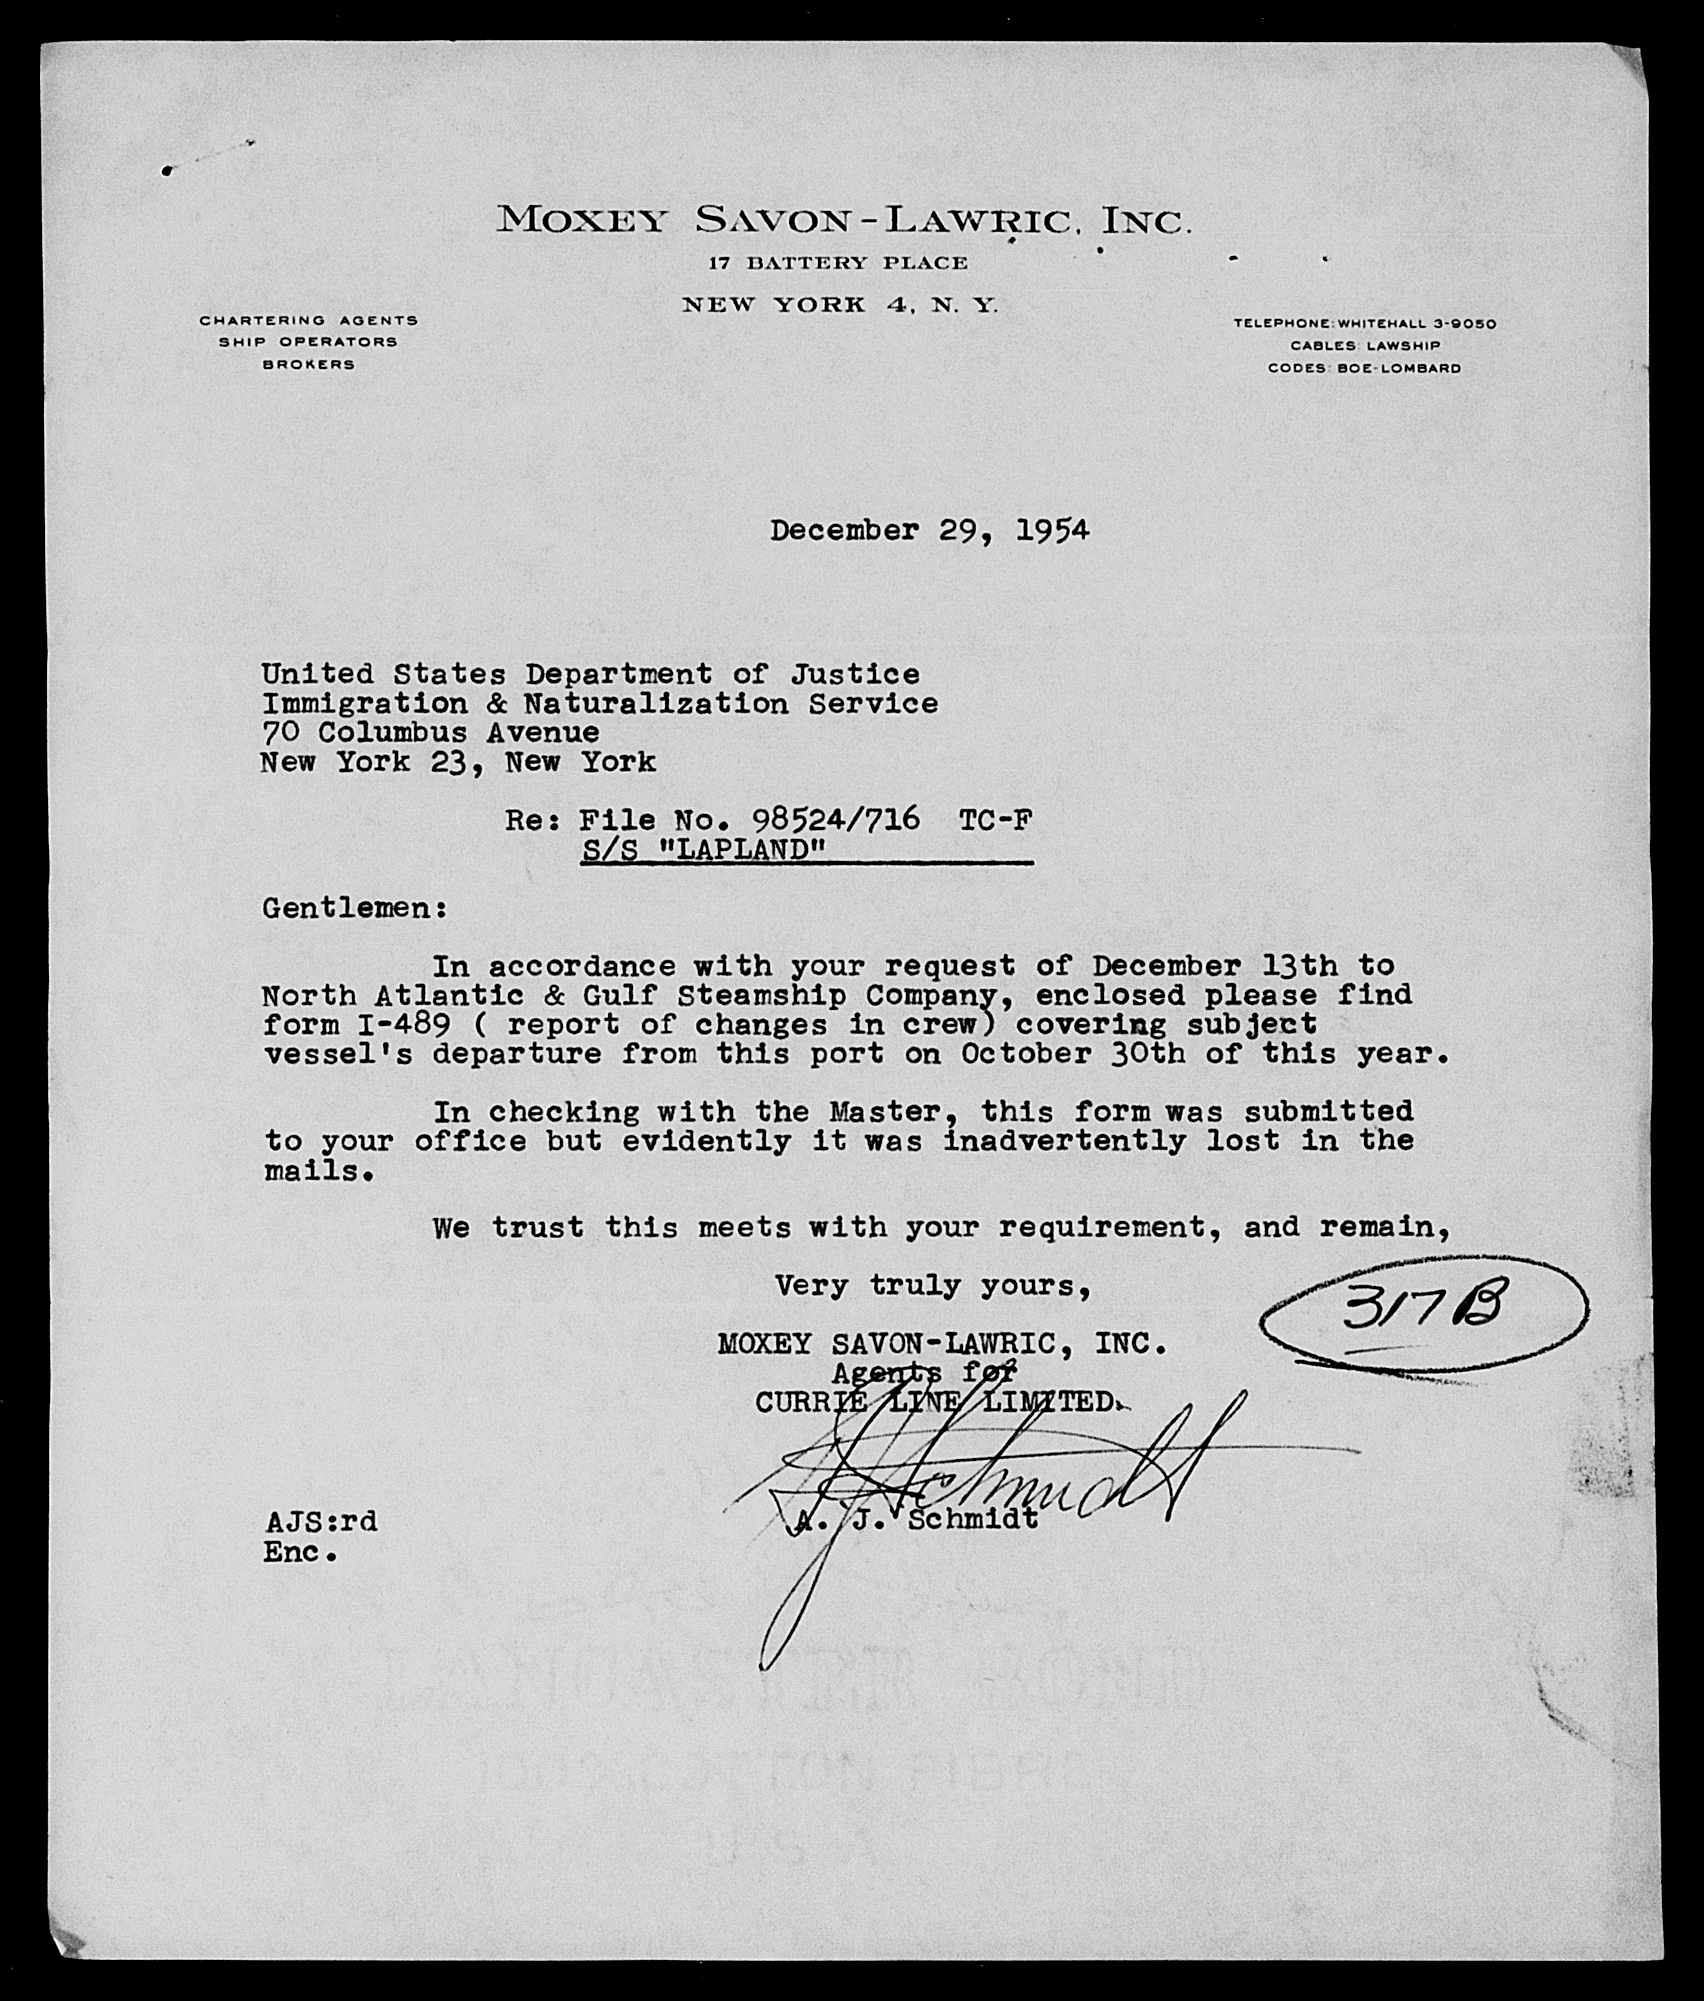 MOXEY SAVON-LAWRIC, INC.
17 BATTERY PLACE
NEW YORK 4, N. Y.
CHARTERING AGENTS
SHIP OPERATORS
BROKERS
TELEPHONE: WHITEHALL 3-9050
CABLES: LAWSHIP
CODES: BOE-LOMBARD
December 29, 1954
United States Department of Justice
Immigration & Naturalization Service
70 Columbus Avenue
New York 23, New York
Re: File No. 98524/716 TC-F
S/S "LAPLAND"
Gentlemen:
In accordance with your request of December 13th to
North Atlantic & Gulf Steamship Company, enclosed please find
form I-489 ( report of changes in crew) covering subject
vessel's departure from this port on October 30th of this year.
In checking with the Master, this form was submitted
to your office but evidently it was inadvertently lost in the
mails.
We trust this meets with your requirement, and remain,
Very truly yours,
317B
MOXEY SAVON-LAWRIC, INC.
Agents for
CURRIE LINE LIMITED.
A J Schmidt
A. J. Schmidt
AJS:rd
Enc.